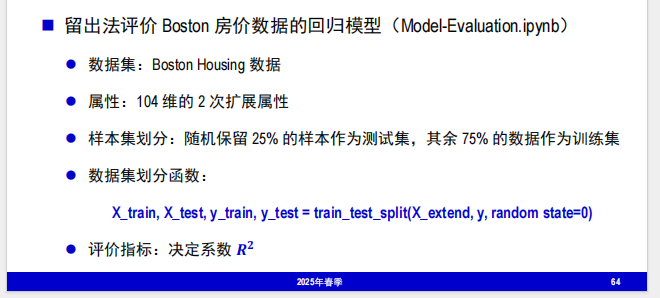 留出法评价 Boston 房价数据的回归模型（Model-Evaluation.ipynb）
数据集：Boston Housing 数据
属性：104 维的 2 次扩展属性
样本集划分：随机保留 25% 的样本作为测试集，其余 75% 的数据作为训练集
数据集划分函数：
X_train, X_test, y_train, y_test = train_test_split(X_extend, y, random state=0)
评价指标：决定系数 R²
2025年春季
64